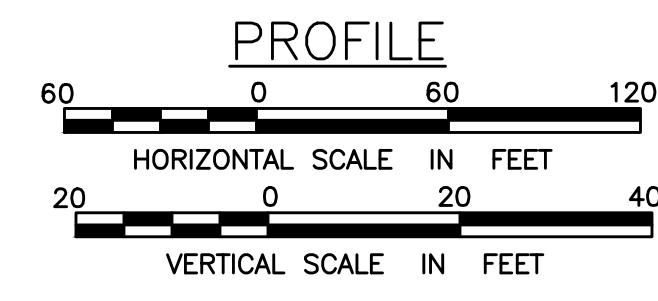 PROFILE
60 0 60 120
HORIZONTAL SCALE IN FEET
20 0 20 40
VERTICAL SCALE IN FEET